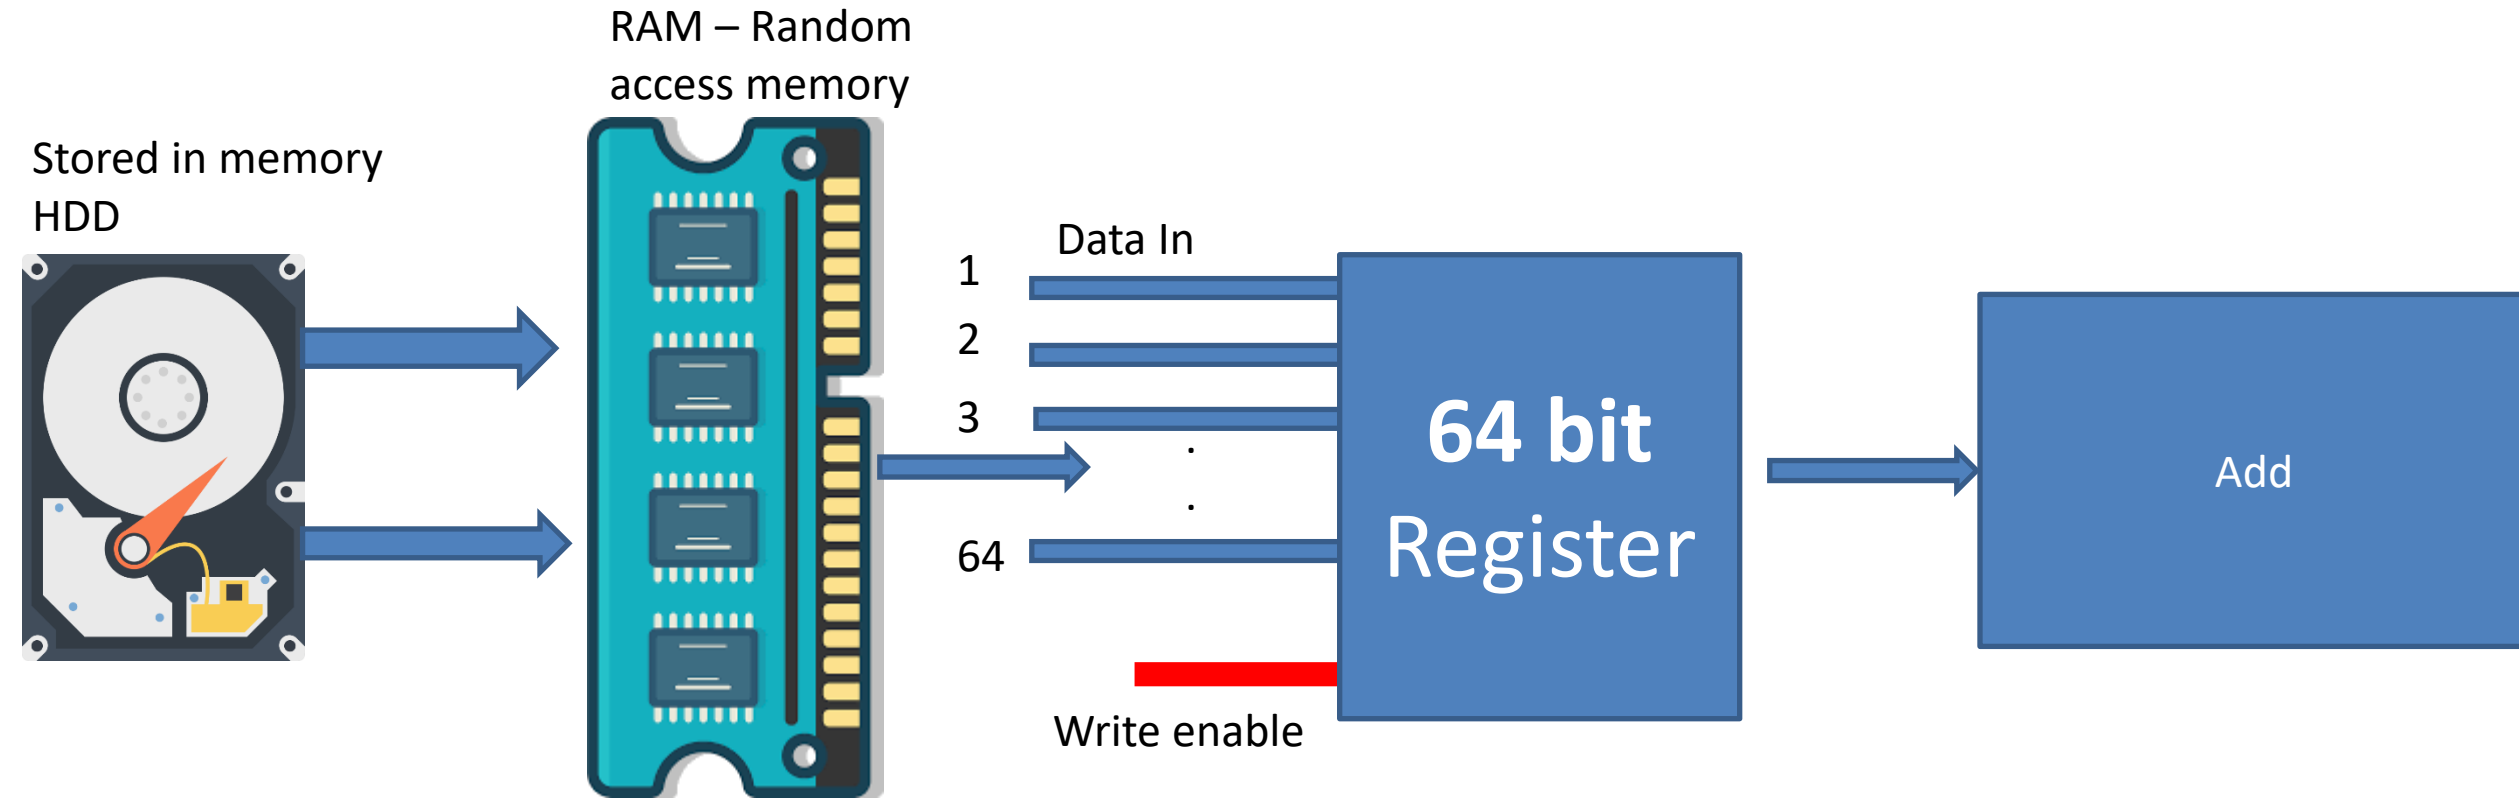 RAM – Random
access memory
Stored in memory
HDD
Data In
1
2
3
.
.
64
64 bit
Register
Add
Write enable